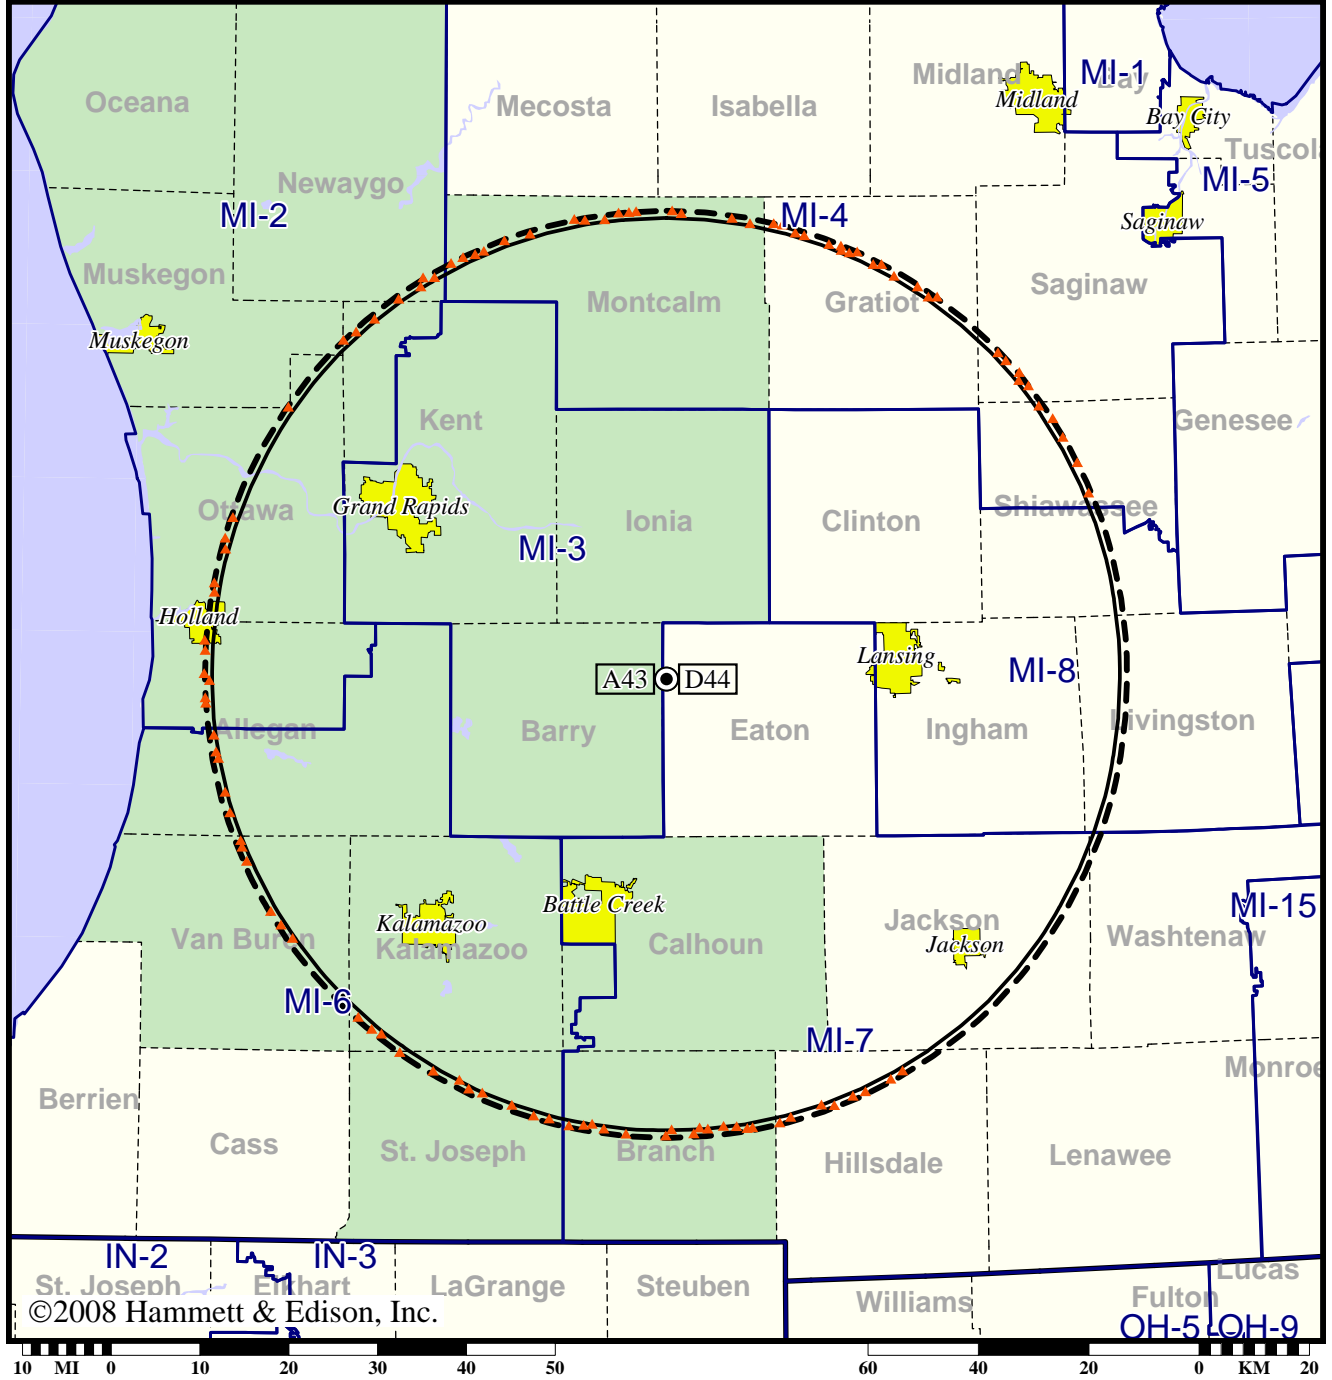 Oceana
Mecosta
Isabella
Midland
Midland
MI-1
Bay
Bay City
Newaygo
MI-2
MI-4
MI-5
Saginaw
Muskegon
Montcalm
Gratiot
Saginaw
Muskegon
Kent
Genesee
Ottawa
Grand Rapids
Ionia
Clinton
Shiawassee
MI-3
Holland
Lansing
MI-8
A43
D44
Allegan
Barry
Eaton
Ingham
Livingston
Battle Creek
Kalamazoo
Kalamazoo
Calhoun
Jackson
Jackson
MI-15
Washtenaw
Van Buren
MI-6
MI-7
Berrien
Cass
St. Joseph
Branch
Hillsdale
Lenawee
IN-2
IN-3
St. Joseph
Elkhart
LaGrange
Steuben
Williams
Fulton
Lucas
OH-5
OH-9
©2008 Hammett & Edison, Inc.
10 MI 0 10 20 30 40 50
60 40 20 0 KM 20